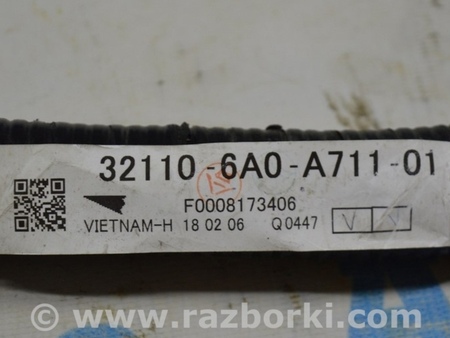 32110-6A0-A711-01
F0008173406
VIETNAM-H 18 02 06 Q0447 V V
© www.razborki.com